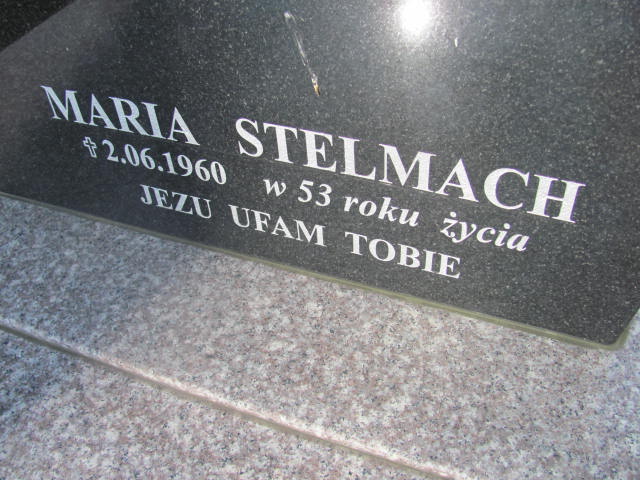 MARIA STELMACH
✞ 2.06.1960 w 53 roku życia
JEZU UFAM TOBIE